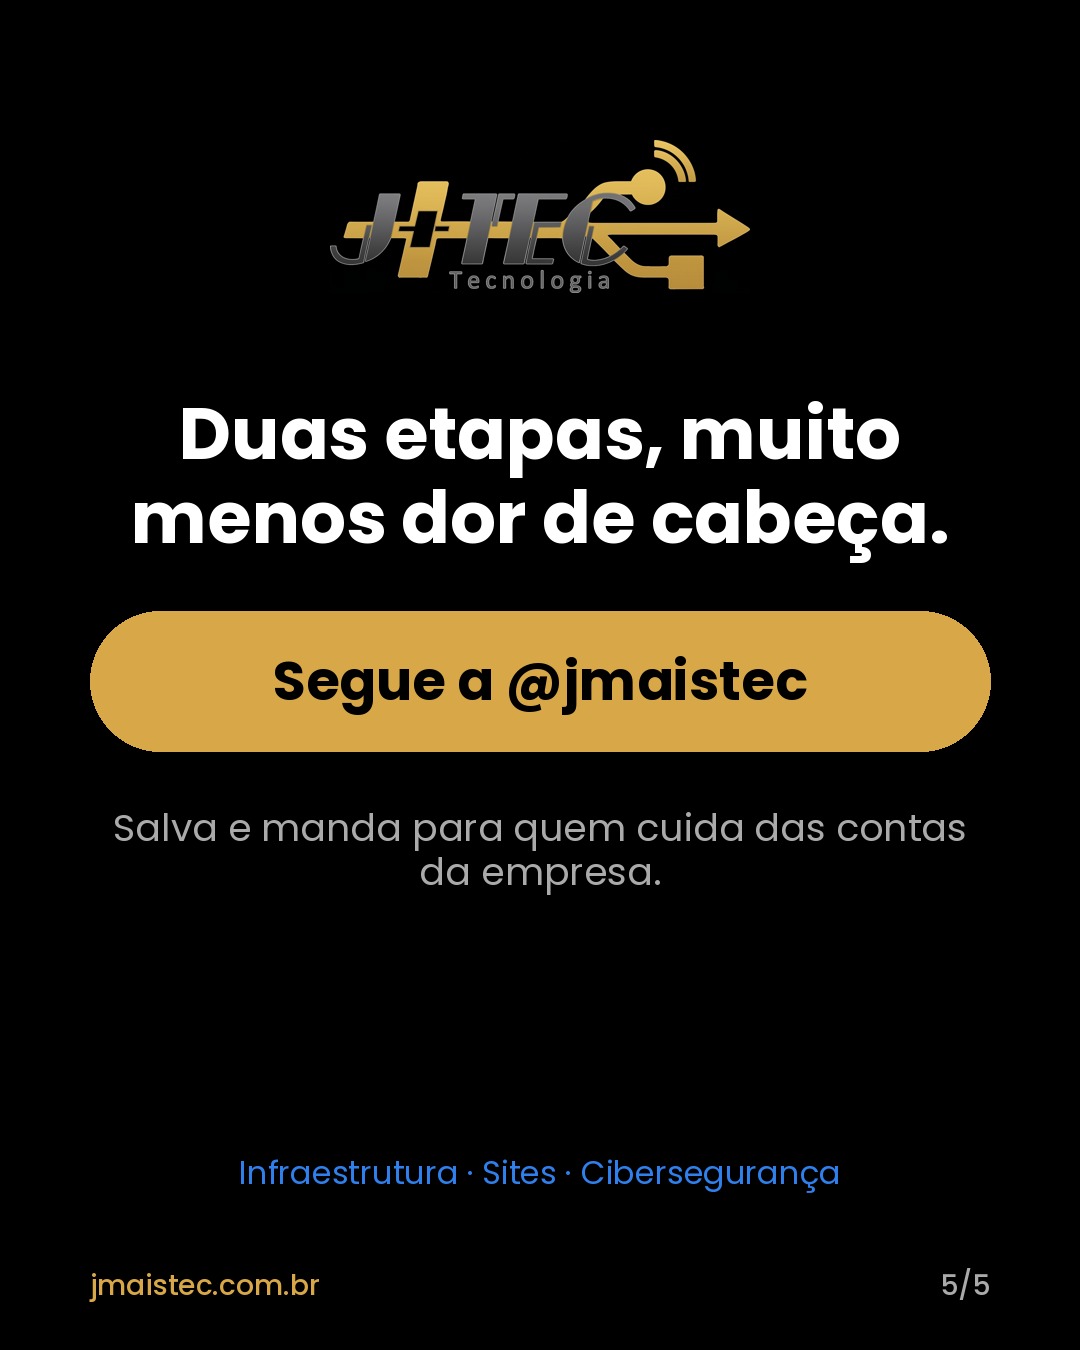 J+TEC
Tecnologia
Duas etapas, muito
menos dor de cabeça.
Segue a @jmaistec
Salva e manda para quem cuida das contas
da empresa.
Infraestrutura · Sites · Cibersegurança
jmaistec.com.br
5/5